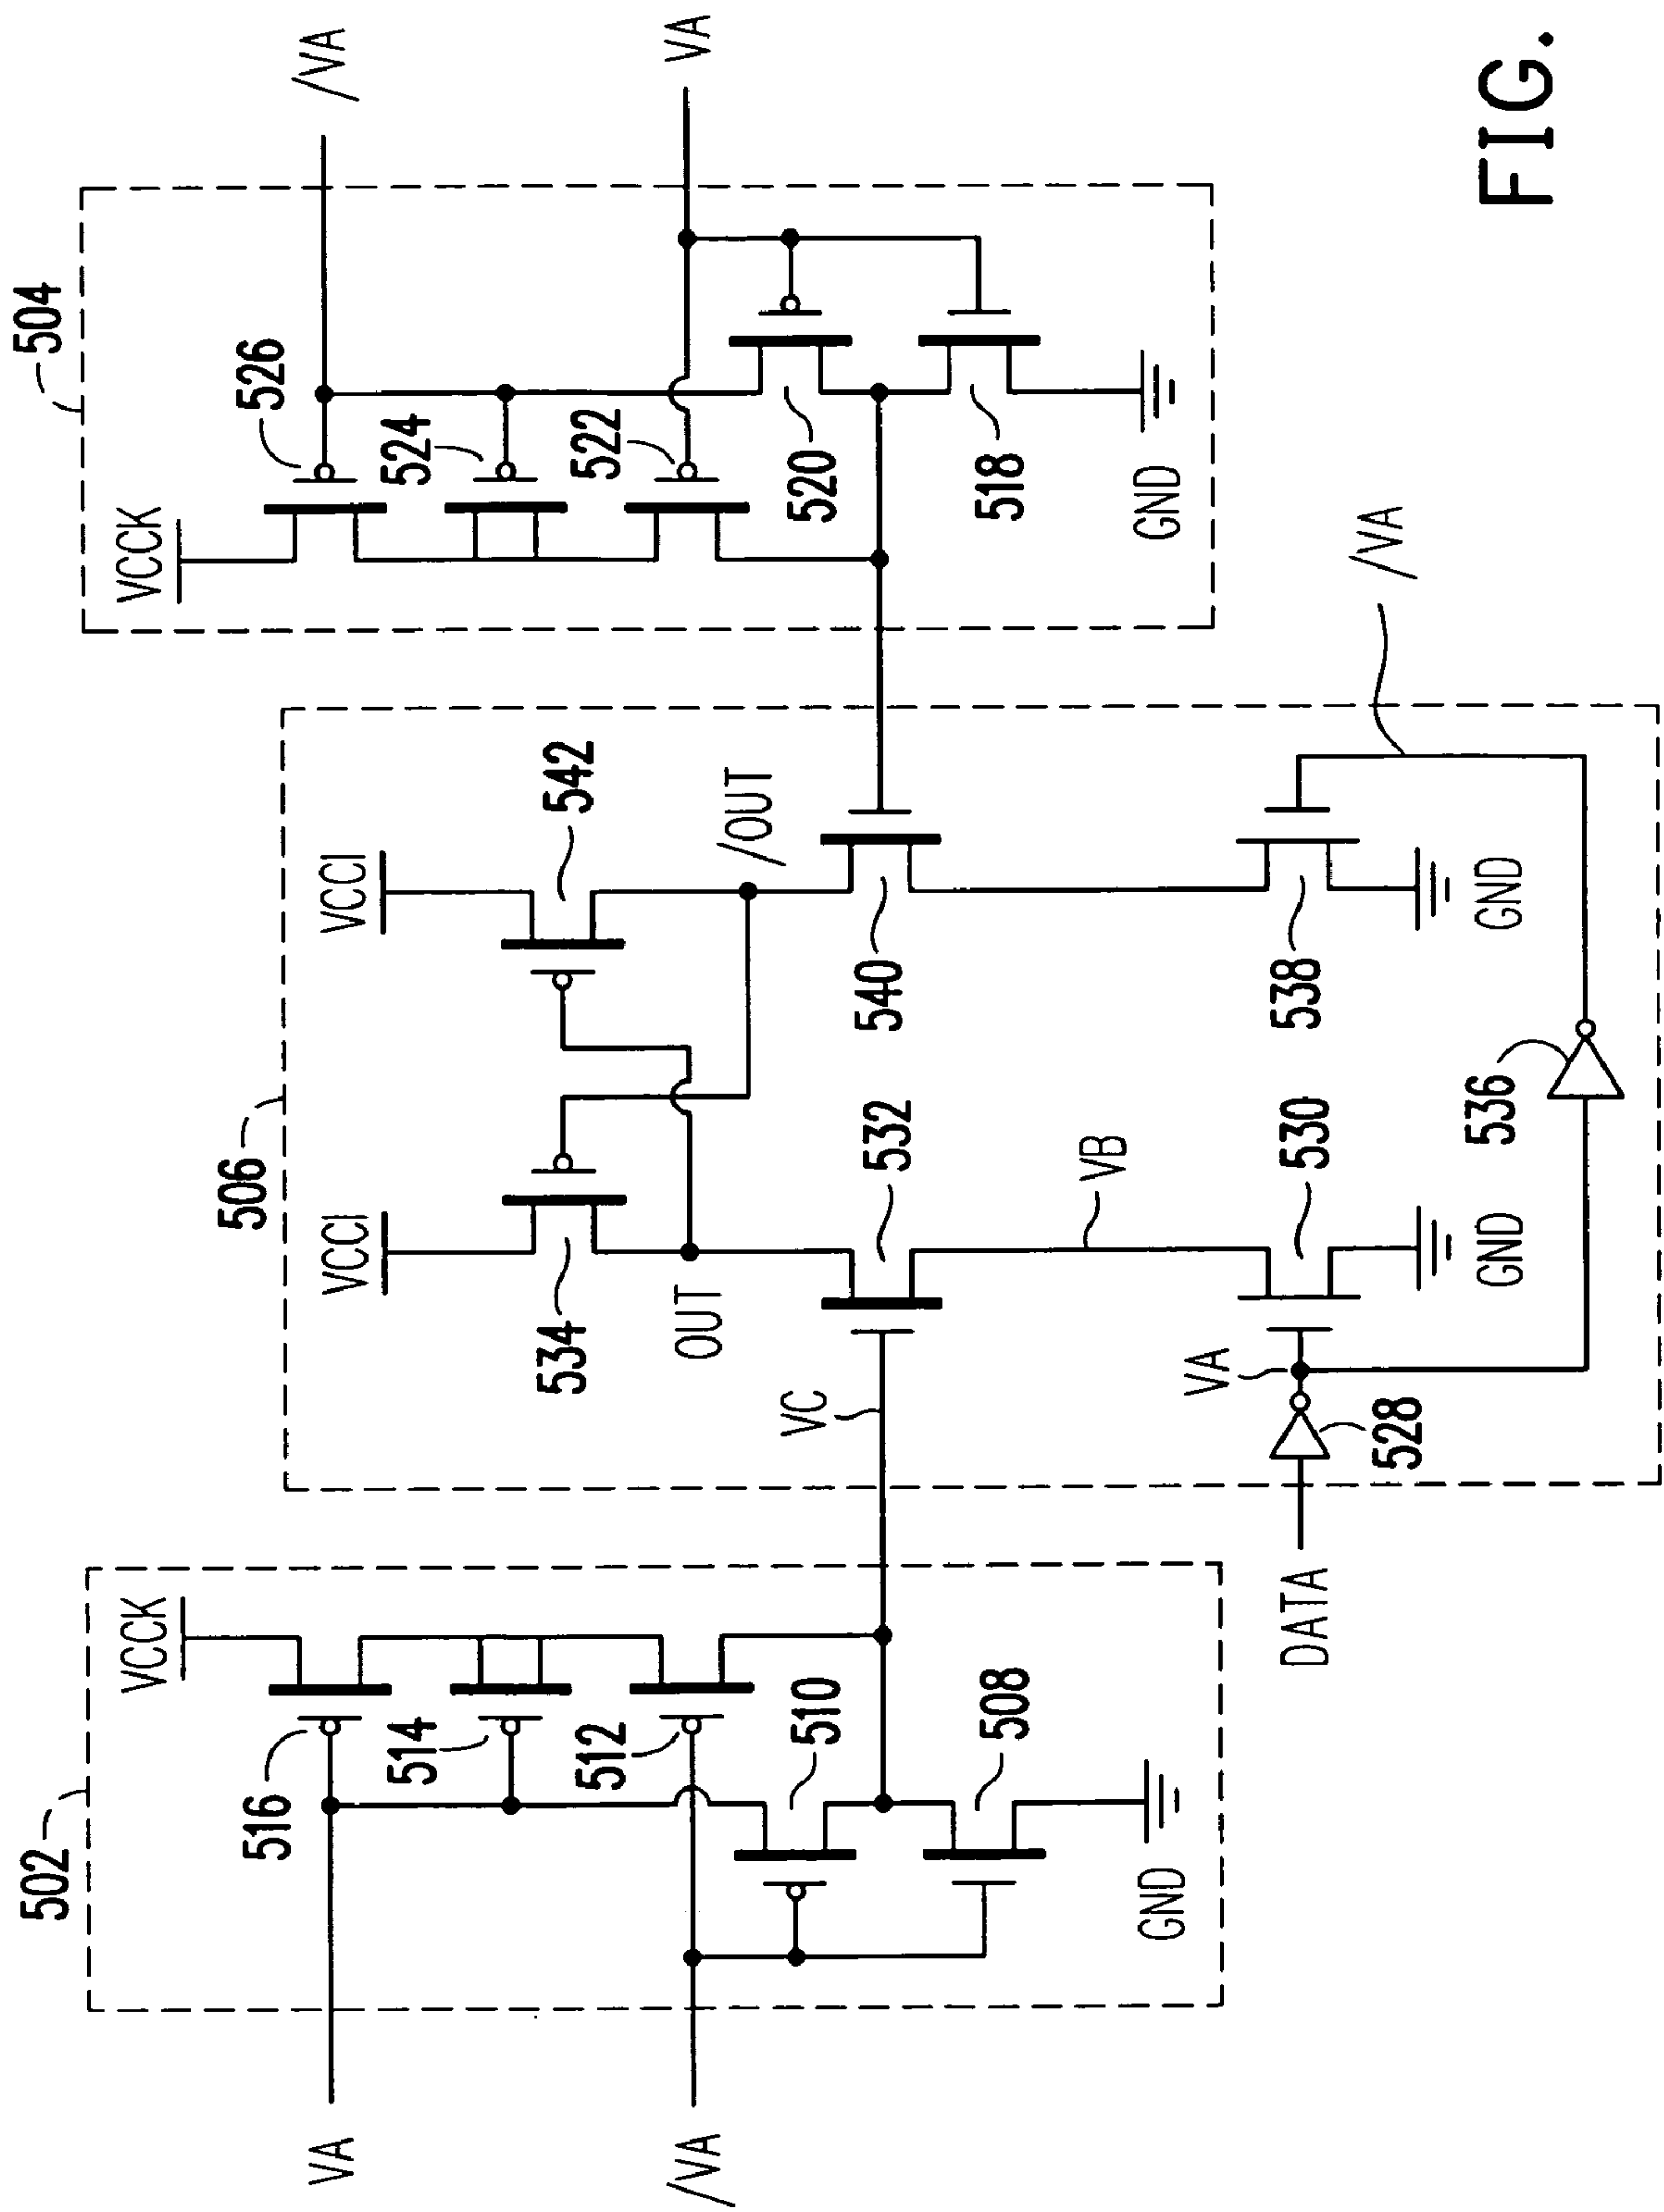 502
504
506
VCCK
516
514
512
510
508
GND
VA
/VA
VCCI
VCCI
534
542
OUT
/OUT
VC
532
540
VB
VA
530
538
GND
GND
DATA
528
536
/VA
VCCK
526
524
522
520
518
GND
/VA
VA
FIG.